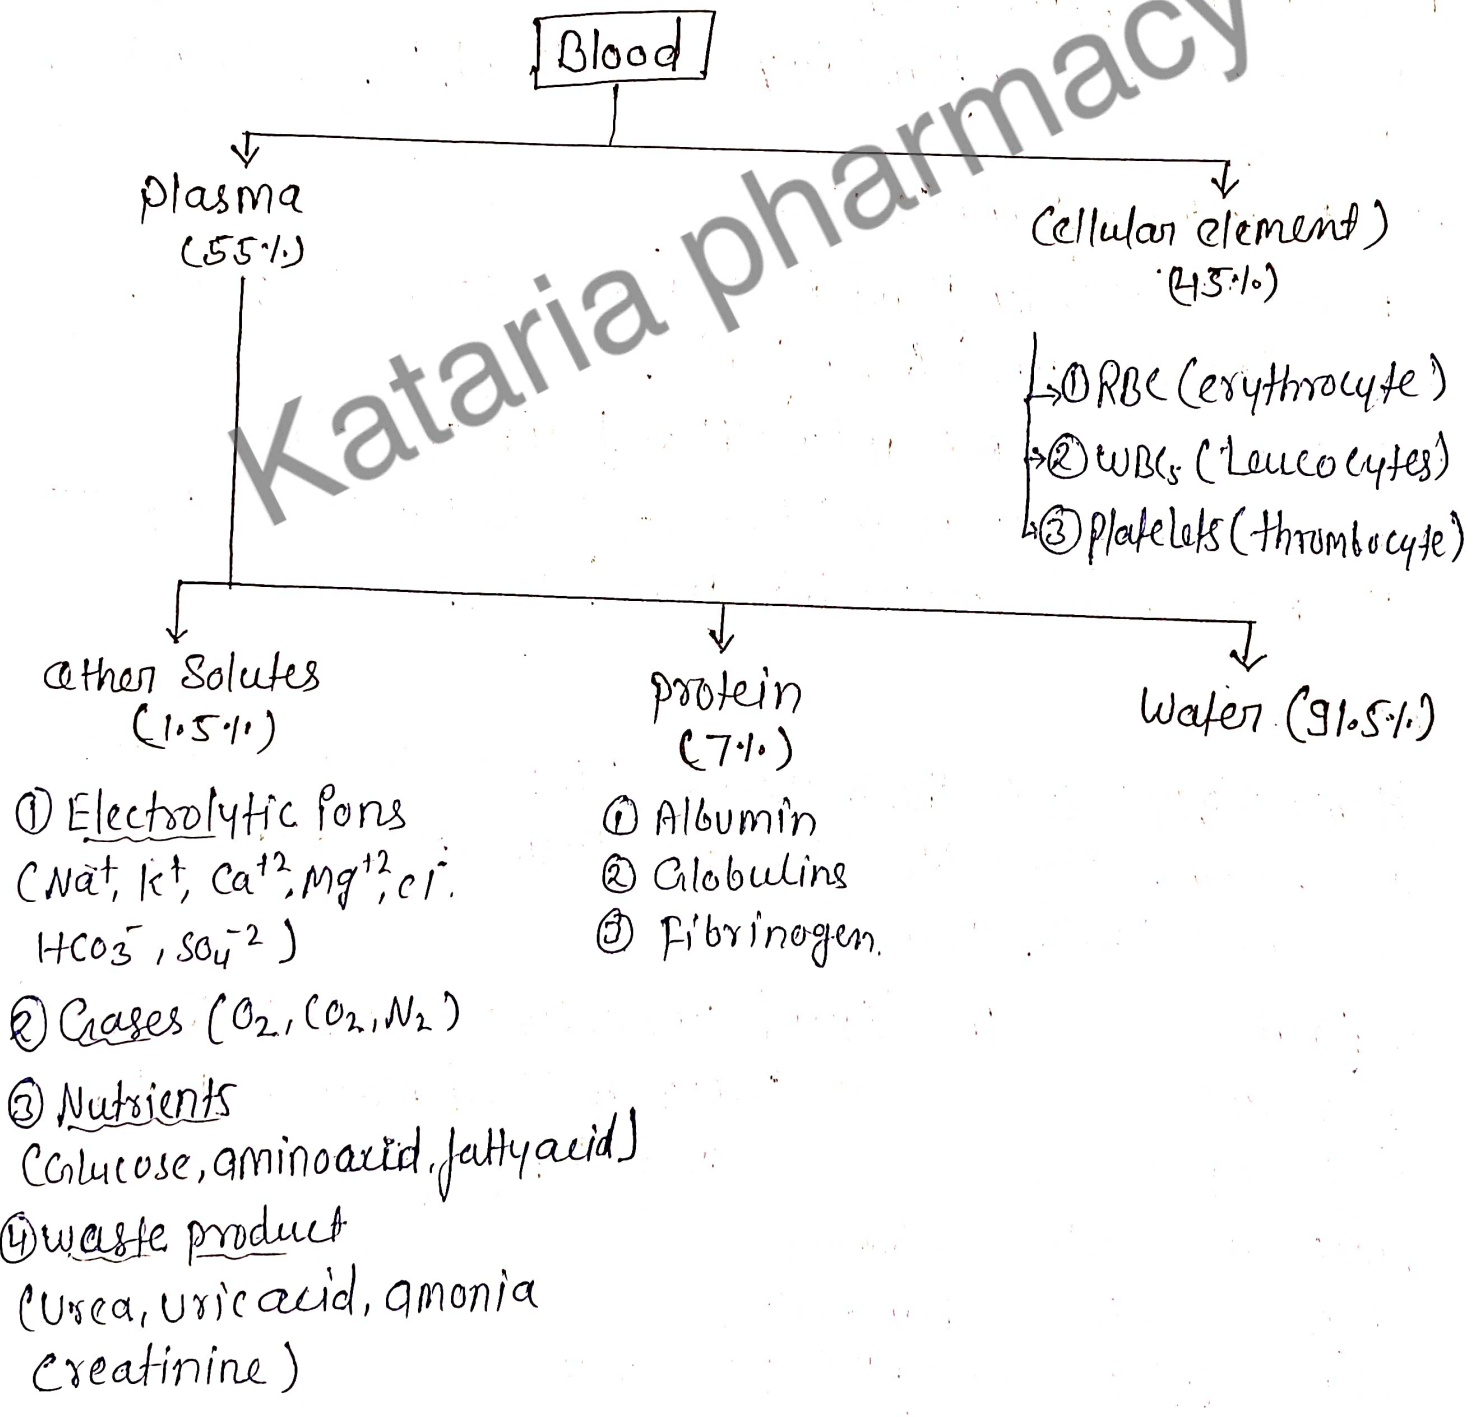 Blood
Kataria pharmacy
Plasma
(55%)
Cellular element)
(45%)
① RBC (erythrocyte)
② WBCs (Leucocytes)
③ Platelets (thrombocyte)
Other Solutes
(1.5%)
Protein
(7%)
Water (91.5%)
① Electrolytic Ions
(Na⁺, K⁺, Ca⁺², Mg⁺², Cl⁻.
HCO₃⁻, SO₄⁻²)
② Gases (O₂, CO₂, N₂)
③ Nutrients
(Glucose, aminoacid, fattyacid)
④ waste product
(Urea, Uric acid, amonia
Creatinine)
① Albumin
② Globulins
③ Fibrinogen.